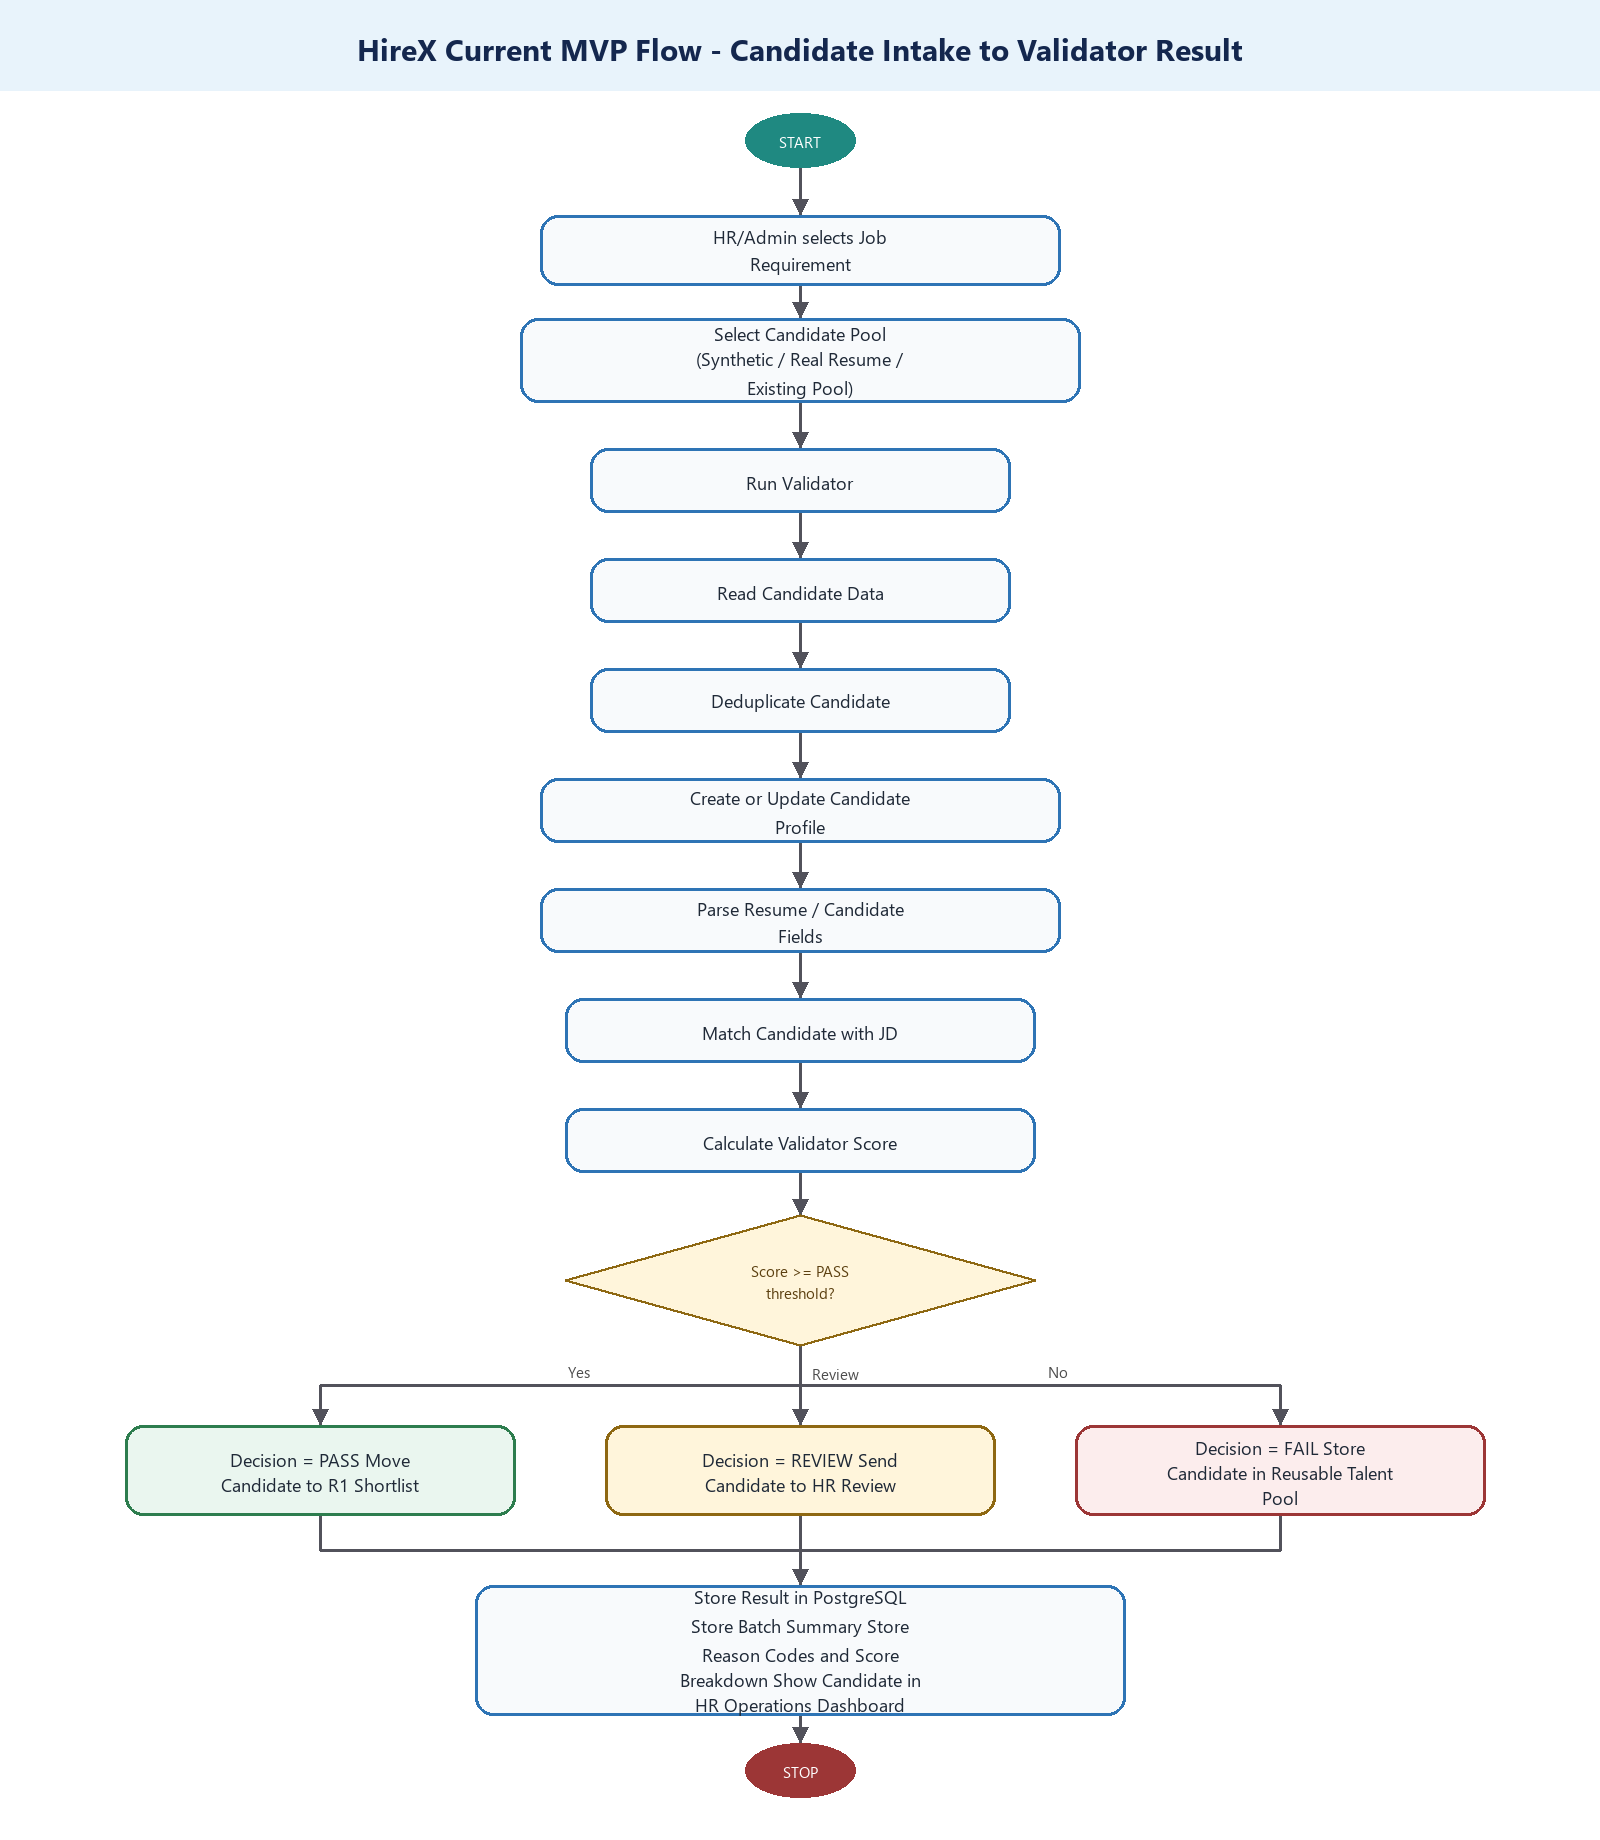 HireX Current MVP Flow - Candidate Intake to Validator Result
START
HR/Admin selects Job
Requirement
Select Candidate Pool
(Synthetic / Real Resume /
Existing Pool)
Run Validator
Read Candidate Data
Deduplicate Candidate
Create or Update Candidate
Profile
Parse Resume / Candidate
Fields
Match Candidate with JD
Calculate Validator Score
Score >= PASS
threshold?
Yes
Review
No
Decision = PASS Move
Candidate to R1 Shortlist
Decision = REVIEW Send
Candidate to HR Review
Decision = FAIL Store
Candidate in Reusable Talent
Pool
Store Result in PostgreSQL
Store Batch Summary Store
Reason Codes and Score
Breakdown Show Candidate in
HR Operations Dashboard
STOP